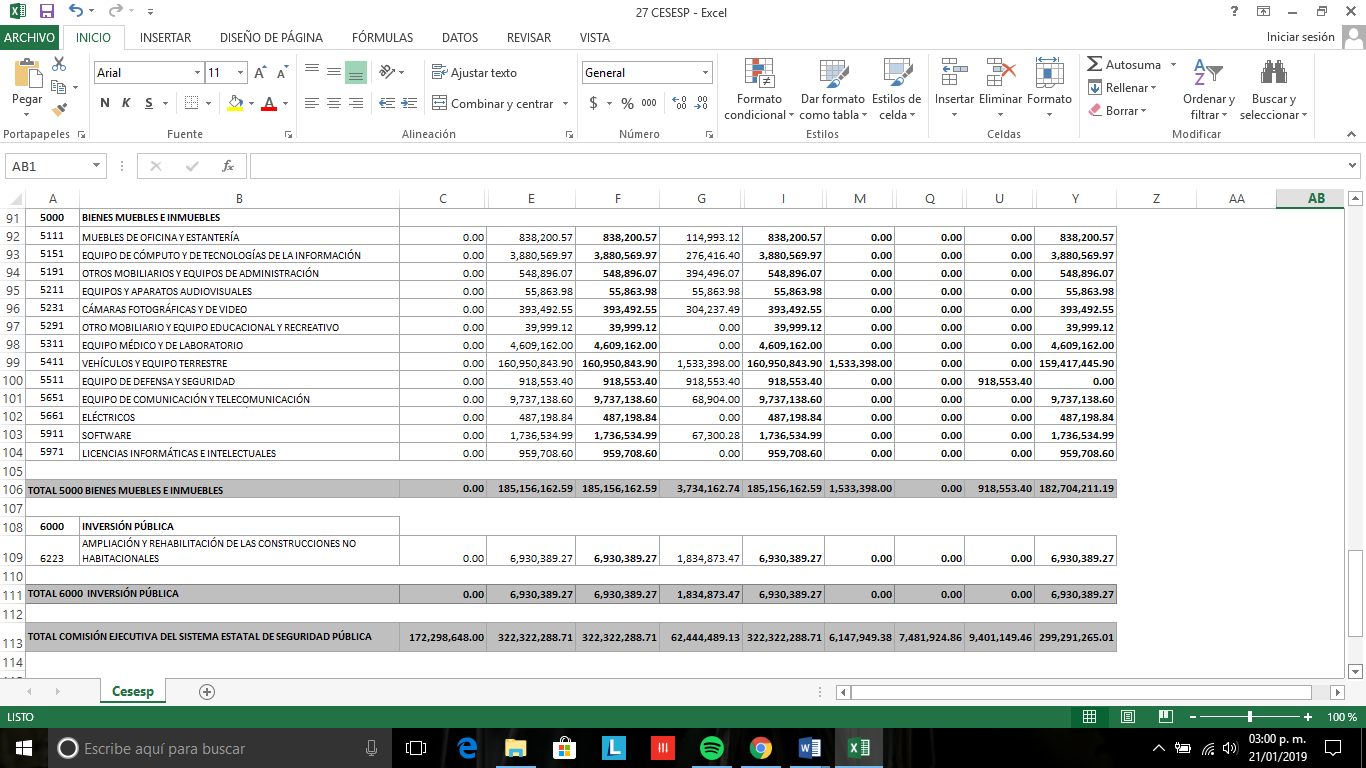 27 CESESP - Excel
?
ARCHIVO INICIO INSERTAR DISEÑO DE PÁGINA FÓRMULAS DATOS REVISAR VISTA Iniciar sesión
Pegar Arial 11 A A Ajustar texto General Formato condicional Dar formato como tabla Estilos de celda Insertar Eliminar Formato Autosuma Rellenar Borrar Ordenar y filtrar Buscar y seleccionar
N K S A Combinar y centrar $ % 000
Portapapeles Fuente Alineación Número Estilos Celdas Modificar
AB1 fx
A B C E F G I M Q U Y Z AA AB
91 5000 BIENES MUEBLES E INMUEBLES
92 5111 MUEBLES DE OFICINA Y ESTANTERÍA 0.00 838,200.57 838,200.57 114,993.12 838,200.57 0.00 0.00 0.00 838,200.57
93 5151 EQUIPO DE CÓMPUTO Y DE TECNOLOGÍAS DE LA INFORMACIÓN 0.00 3,880,569.97 3,880,569.97 276,416.40 3,880,569.97 0.00 0.00 0.00 3,880,569.97
94 5191 OTROS MOBILIARIOS Y EQUIPOS DE ADMINISTRACIÓN 0.00 548,896.07 548,896.07 394,496.07 548,896.07 0.00 0.00 0.00 548,896.07
95 5211 EQUIPOS Y APARATOS AUDIOVISUALES 0.00 55,863.98 55,863.98 55,863.98 55,863.98 0.00 0.00 0.00 55,863.98
96 5231 CÁMARAS FOTOGRÁFICAS Y DE VIDEO 0.00 393,492.55 393,492.55 304,237.49 393,492.55 0.00 0.00 0.00 393,492.55
97 5291 OTRO MOBILIARIO Y EQUIPO EDUCACIONAL Y RECREATIVO 0.00 39,999.12 39,999.12 0.00 39,999.12 0.00 0.00 0.00 39,999.12
98 5311 EQUIPO MÉDICO Y DE LABORATORIO 0.00 4,609,162.00 4,609,162.00 0.00 4,609,162.00 0.00 0.00 0.00 4,609,162.00
99 5411 VEHÍCULOS Y EQUIPO TERRESTRE 0.00 160,950,843.90 160,950,843.90 1,533,398.00 160,950,843.90 1,533,398.00 0.00 0.00 159,417,445.90
100 5511 EQUIPO DE DEFENSA Y SEGURIDAD 0.00 918,553.40 918,553.40 918,553.40 918,553.40 0.00 0.00 918,553.40 0.00
101 5651 EQUIPO DE COMUNICACIÓN Y TELECOMUNICACIÓN 0.00 9,737,138.60 9,737,138.60 68,904.00 9,737,138.60 0.00 0.00 0.00 9,737,138.60
102 5661 ELÉCTRICOS 0.00 487,198.84 487,198.84 0.00 487,198.84 0.00 0.00 0.00 487,198.84
103 5911 SOFTWARE 0.00 1,736,534.99 1,736,534.99 67,300.28 1,736,534.99 0.00 0.00 0.00 1,736,534.99
104 5971 LICENCIAS INFORMÁTICAS E INTELECTUALES 0.00 959,708.60 959,708.60 0.00 959,708.60 0.00 0.00 0.00 959,708.60
105
106 TOTAL 5000 BIENES MUEBLES E INMUEBLES 0.00 185,156,162.59 185,156,162.59 3,734,162.74 185,156,162.59 1,533,398.00 0.00 918,553.40 182,704,211.19
107
108 6000 INVERSIÓN PÚBLICA
AMPLIACIÓN Y REHABILITACIÓN DE LAS CONSTRUCCIONES NO
109 6223 HABITACIONALES 0.00 6,930,389.27 6,930,389.27 1,834,873.47 6,930,389.27 0.00 0.00 0.00 6,930,389.27
110
111 TOTAL 6000 INVERSIÓN PÚBLICA 0.00 6,930,389.27 6,930,389.27 1,834,873.47 6,930,389.27 0.00 0.00 0.00 6,930,389.27
112
113 TOTAL COMISIÓN EJECUTIVA DEL SISTEMA ESTATAL DE SEGURIDAD PÚBLICA 172,298,648.00 322,322,288.71 322,322,288.71 62,444,489.13 322,322,288.71 6,147,949.38 7,481,924.86 9,401,149.46 299,291,265.01
114
Cesesp
LISTO 100 %
Escribe aquí para buscar
03:00 p. m.
21/01/2019